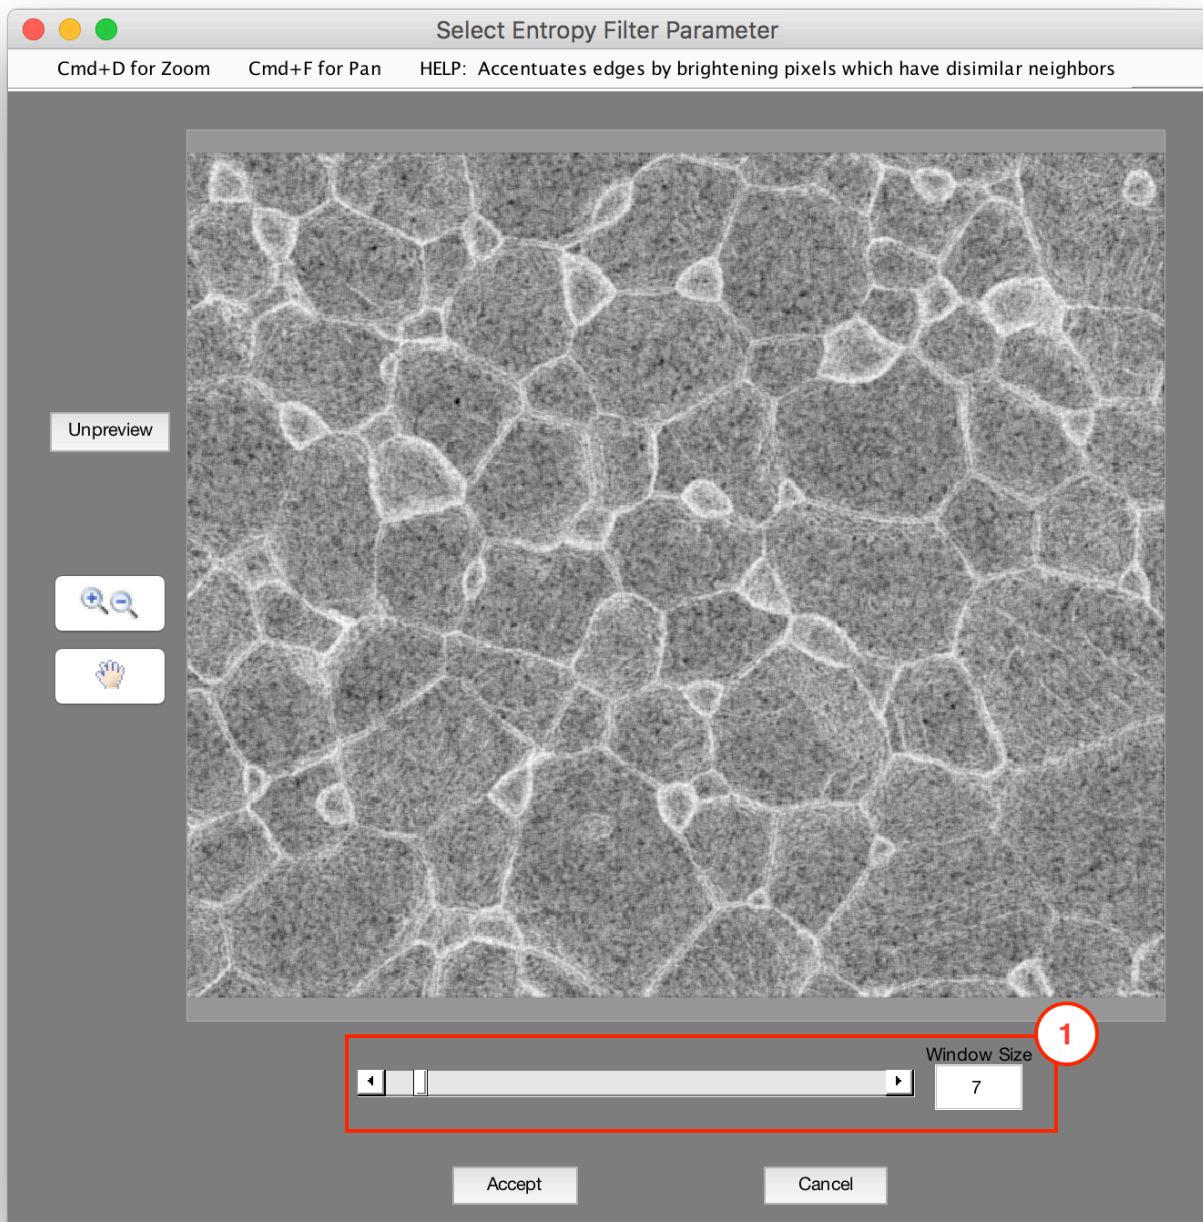 Select Entropy Filter Parameter
Cmd+D for Zoom Cmd+F for Pan HELP: Accentuates edges by brightening pixels which have disimilar neighbors
Unpreview
1
Window Size
7
Accept Cancel